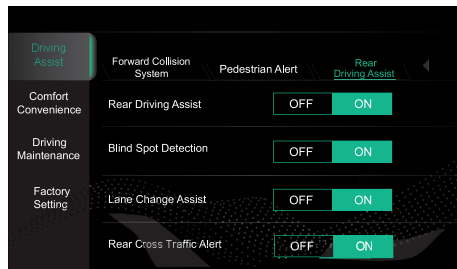 Driving
Assist
Forward Collision
System
Pedestrian Alert
Rear
Driving Assist
Comfort
Convenience
Rear Driving Assist
OFF
ON
Driving
Maintenance
Blind Spot Detection
OFF
ON
Factory
Setting
Lane Change Assist
OFF
ON
Rear Cross Traffic Alert
OFF
ON